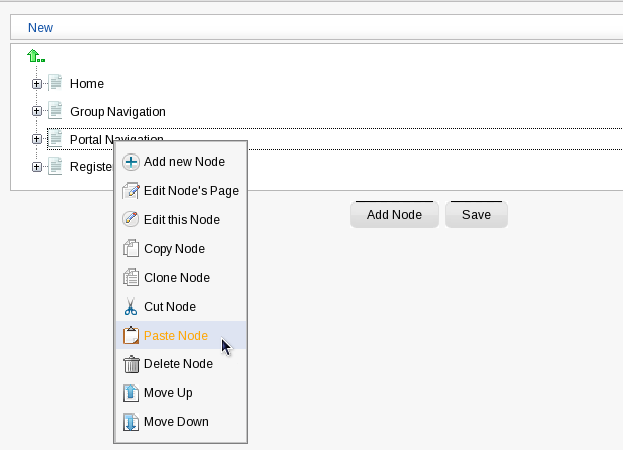 New
Home
Group Navigation
Portal Navigation
Register
Add new Node
Edit Node's Page
Edit this Node
Copy Node
Clone Node
Cut Node
Paste Node
Delete Node
Move Up
Move Down
Add Node
Save